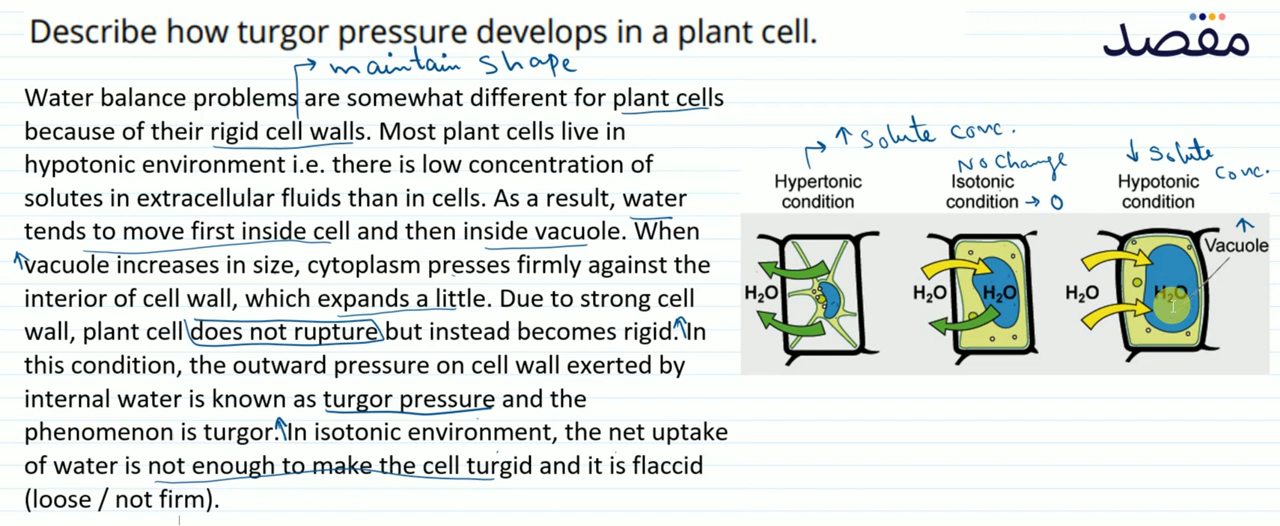 Describe how turgor pressure develops in a plant cell.
مقصد
maintain shape
Water balance problems are somewhat different for plant cells
because of their rigid cell walls. Most plant cells live in
hypotonic environment i.e. there is low concentration of
solutes in extracellular fluids than in cells. As a result, water
tends to move first inside cell and then inside vacuole. When
vacuole increases in size, cytoplasm presses firmly against the
interior of cell wall, which expands a little. Due to strong cell
wall, plant cell does not rupture but instead becomes rigid. In
this condition, the outward pressure on cell wall exerted by
internal water is known as turgor pressure and the
phenomenon is turgor. In isotonic environment, the net uptake
of water is not enough to make the cell turgid and it is flaccid
(loose / not firm).
↑ Solute conc.
Hypertonic
condition
H₂O
No change
Isotonic
condition → 0
H₂O
H₂O
↓ Solute
conc.
Hypotonic
condition
↑
Vacuole
H₂O
H₂O